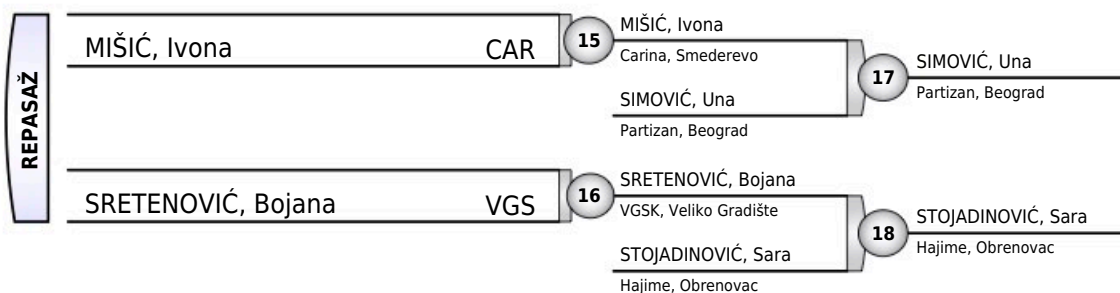 REPASAŽ
MIŠIĆ, Ivona CAR
15
MIŠIĆ, Ivona
Carina, Smederevo
SIMOVIĆ, Una
Partizan, Beograd
17
SIMOVIĆ, Una
Partizan, Beograd
SRETENOVIĆ, Bojana VGS
16
SRETENOVIĆ, Bojana
VGSK, Veliko Gradište
STOJADINOVIĆ, Sara
Hajime, Obrenovac
18
STOJADINOVIĆ, Sara
Hajime, Obrenovac